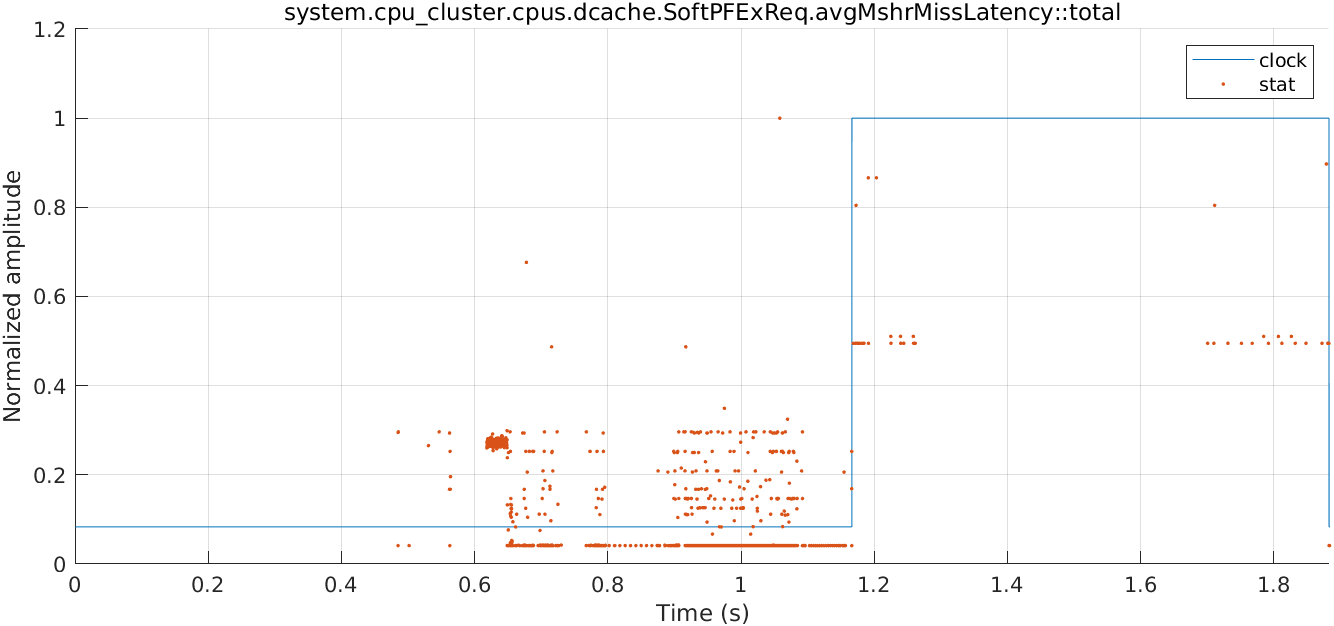 system.cpu_cluster.cpus.dcache.SoftPFExReq.avgMshrMissLatency::total
1.2
1
0.8
0.6
0.4
0.2
0
Normalized amplitude
clock
stat
0 0.2 0.4 0.6 0.8 1 1.2 1.4 1.6 1.8
Time (s)